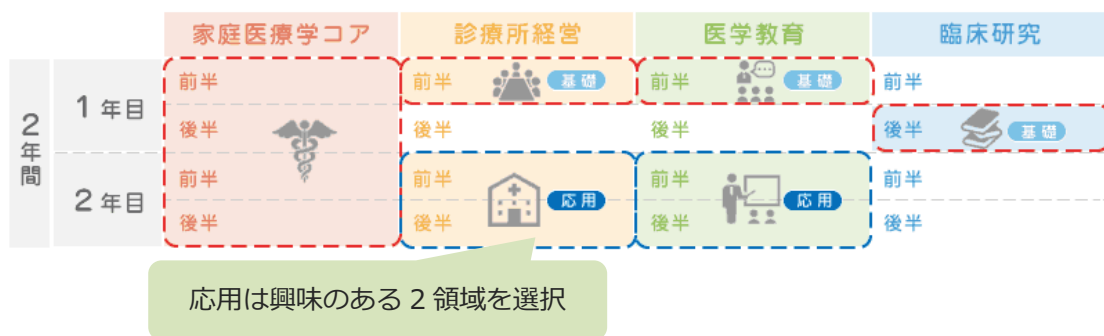 家庭医療学コア 診療所経営 医学教育 臨床研究
2年間
1年目
前半 前半 基礎 前半 基礎 前半
後半 後半 後半 後半 基礎
2年目
前半 前半 応用 前半 応用 前半
後半 後半 後半 後半
応用は興味のある2領域を選択